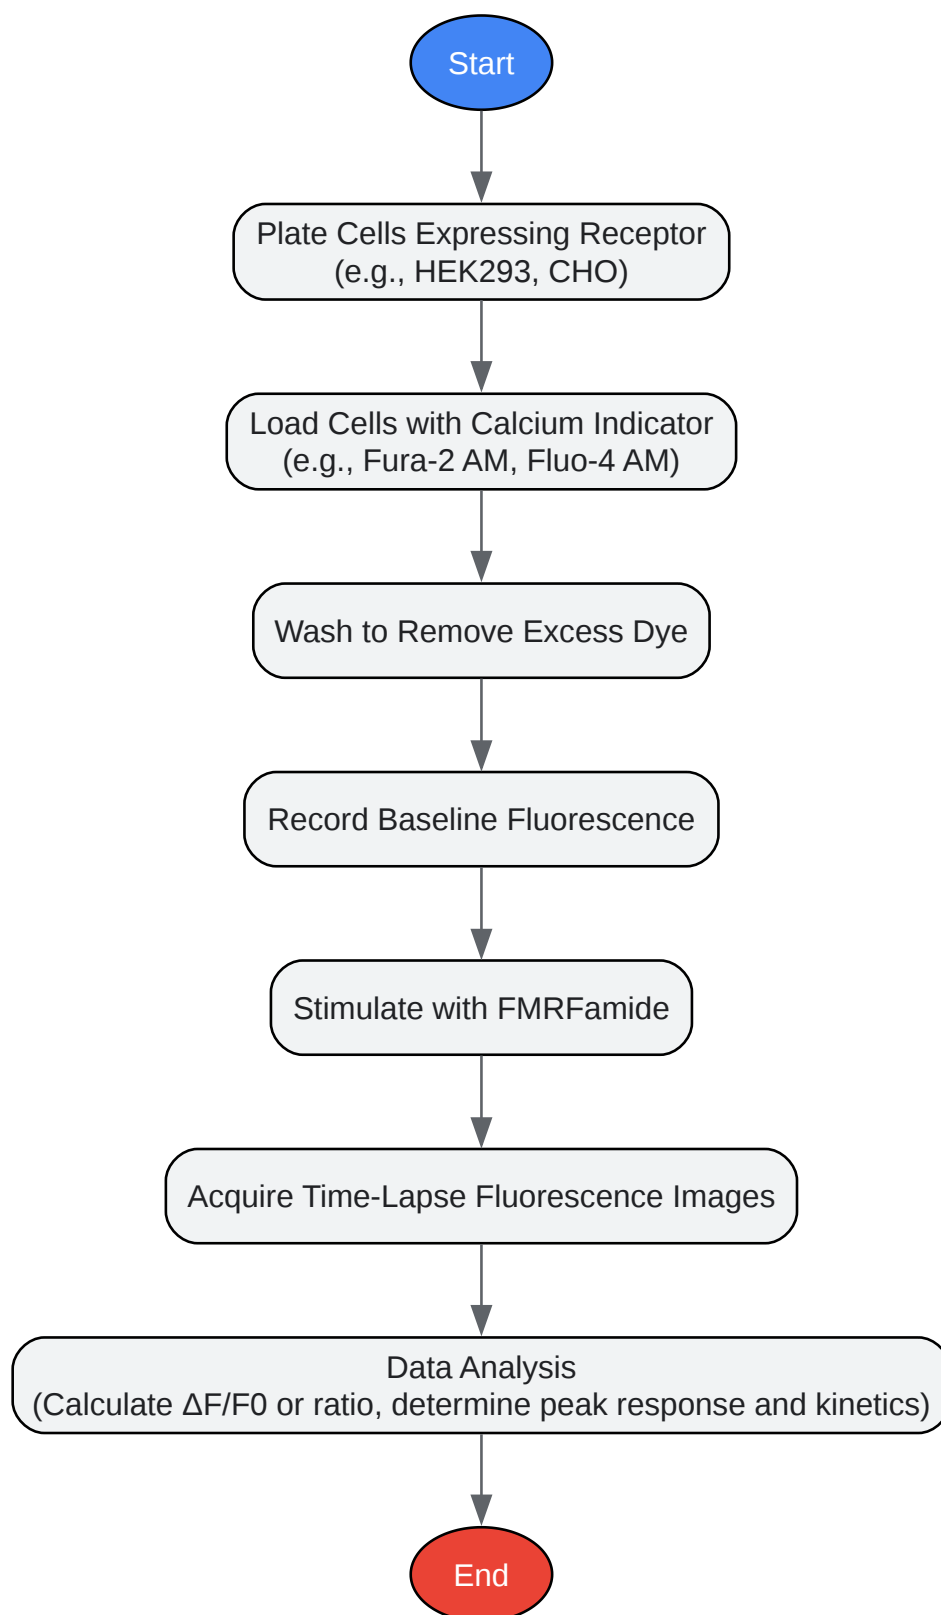 Start
Plate Cells Expressing Receptor
(e.g., HEK293, CHO)
Load Cells with Calcium Indicator
(e.g., Fura-2 AM, Fluo-4 AM)
Wash to Remove Excess Dye
Record Baseline Fluorescence
Stimulate with FMRFamide
Acquire Time-Lapse Fluorescence Images
Data Analysis
(Calculate ΔF/F0 or ratio, determine peak response and kinetics)
End